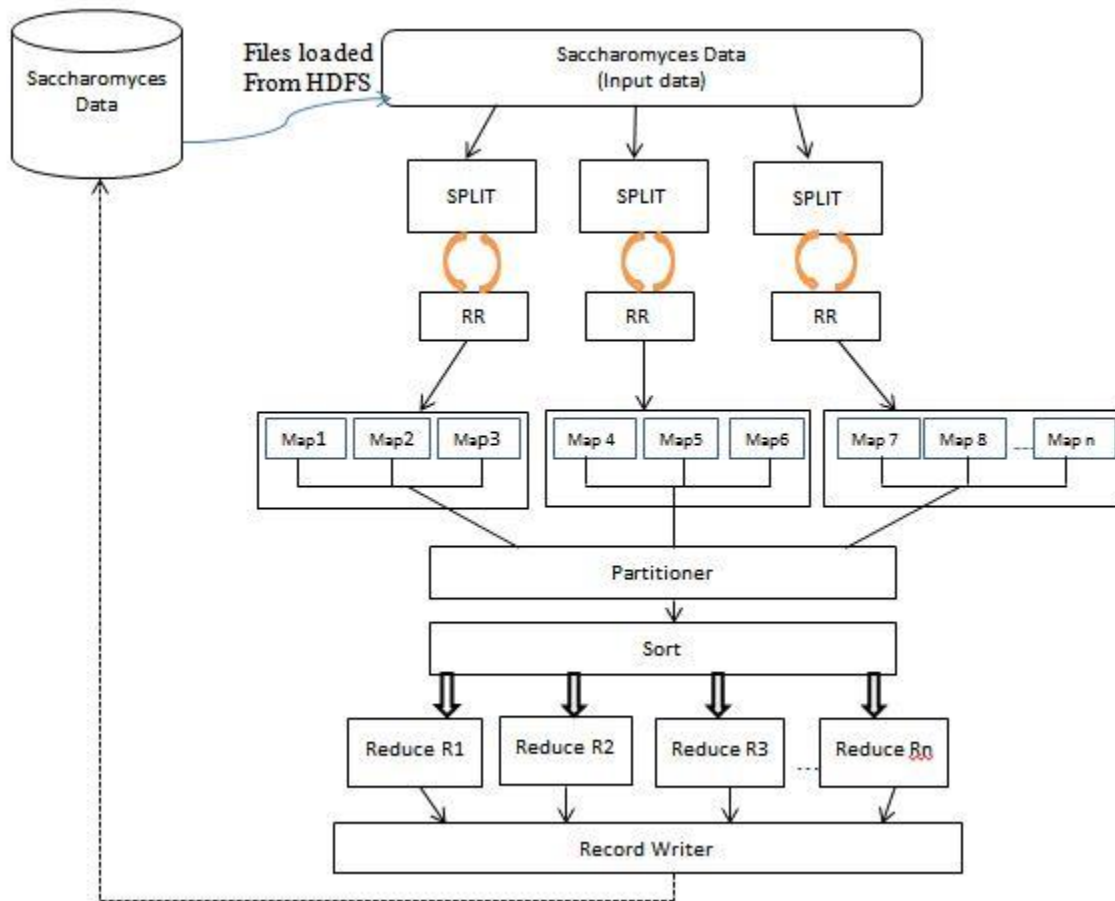 Saccharomyces
Data
Files loaded
From HDFS
Saccharomyces Data
(Input data)
SPLIT
SPLIT
SPLIT
RR
RR
RR
Map1
Map2
Map3
Map 4
Map5
Map6
Map 7
Map 8
Map n
Partitioner
Sort
Reduce R1
Reduce R2
Reduce R3
Reduce Rn
Record Writer